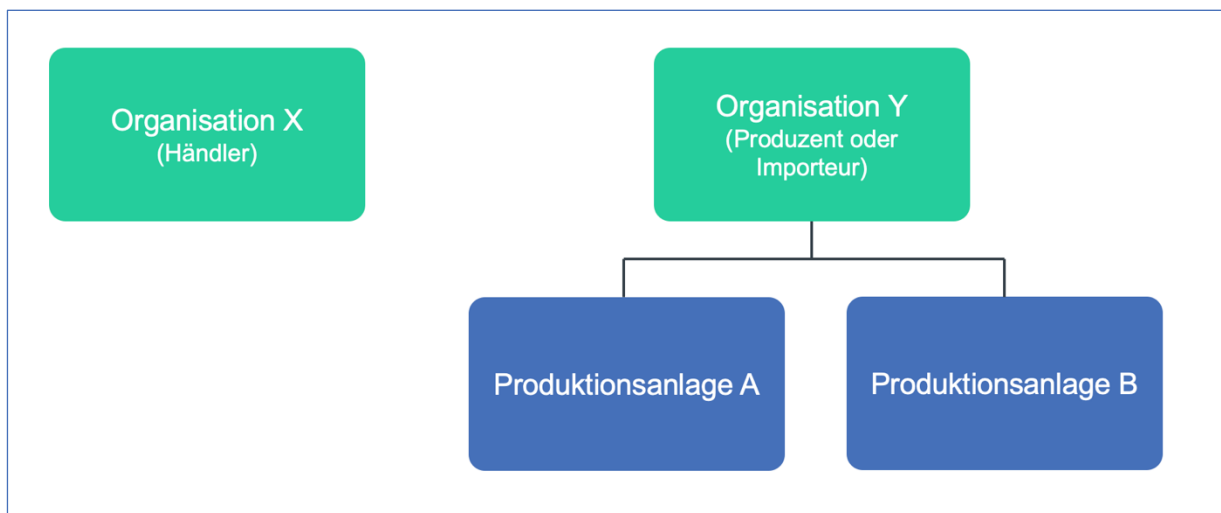 Organisation X
(Händler)
Organisation Y
(Produzent oder
Importeur)
Produktionsanlage A
Produktionsanlage B